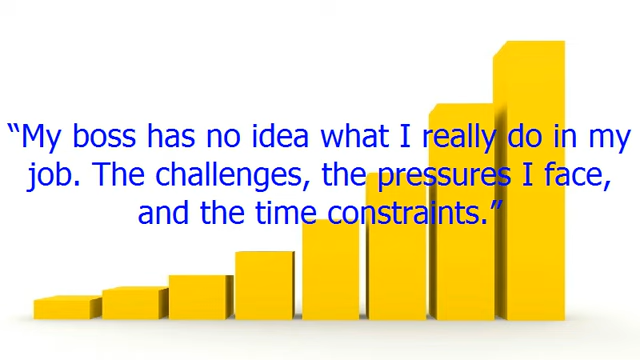 “My boss has no idea what I really do in my
job. The challenges, the pressures I face,
and the time constraints.”